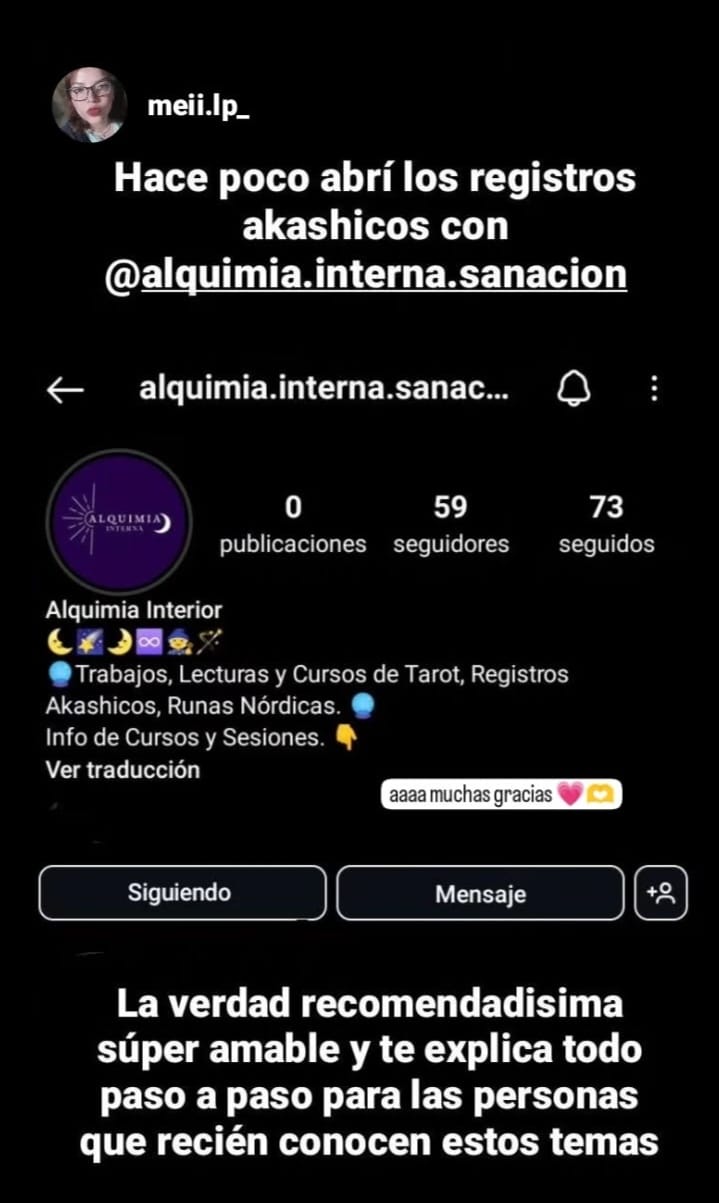 meii.lp_
Hace poco abrí los registros
akashicos con
@alquimia.interna.sanacion
alquimia.interna.sanac...
ALQUIMIA
INTERNA
0
publicaciones
59
seguidores
73
seguidos
Alquimia Interior
🌜🌠🌛♾️🧙🪄
🔮Trabajos, Lecturas y Cursos de Tarot, Registros
Akashicos, Runas Nórdicas. 🔮
Info de Cursos y Sesiones. 👇
Ver traducción
aaaa muchas gracias 💗🫶
Siguiendo
Mensaje
La verdad recomendadisima
súper amable y te explica todo
paso a paso para las personas
que recién conocen estos temas